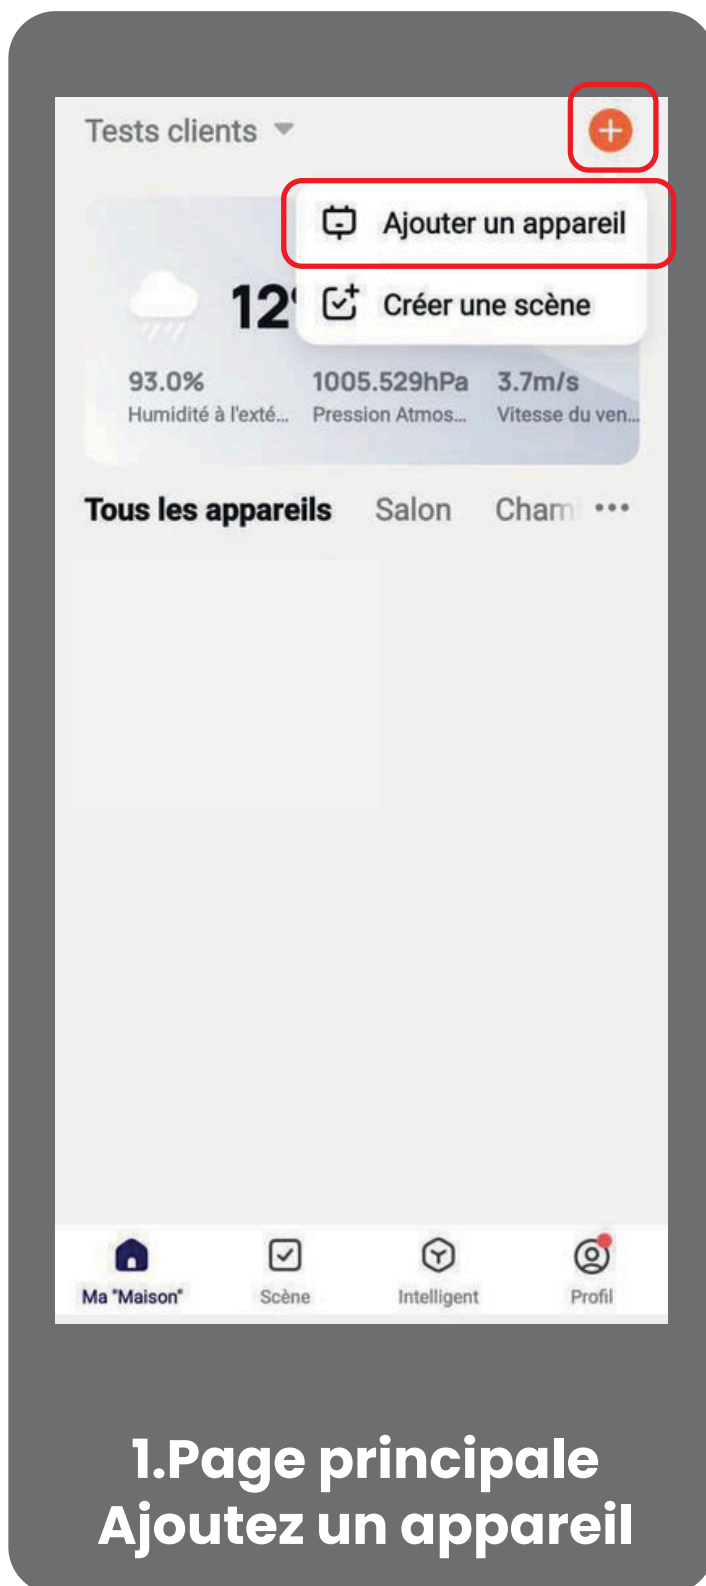 Tests clients
Ajouter un appareil
12°
Créer une scène
93.0% 1005.529hPa 3.7m/s
Humidité à l'exté... Pression Atmos... Vitesse du ven...
Tous les appareils Salon Cham ...
Ma "Maison" Scène Intelligent Profil
1.Page principale
Ajoutez un appareil